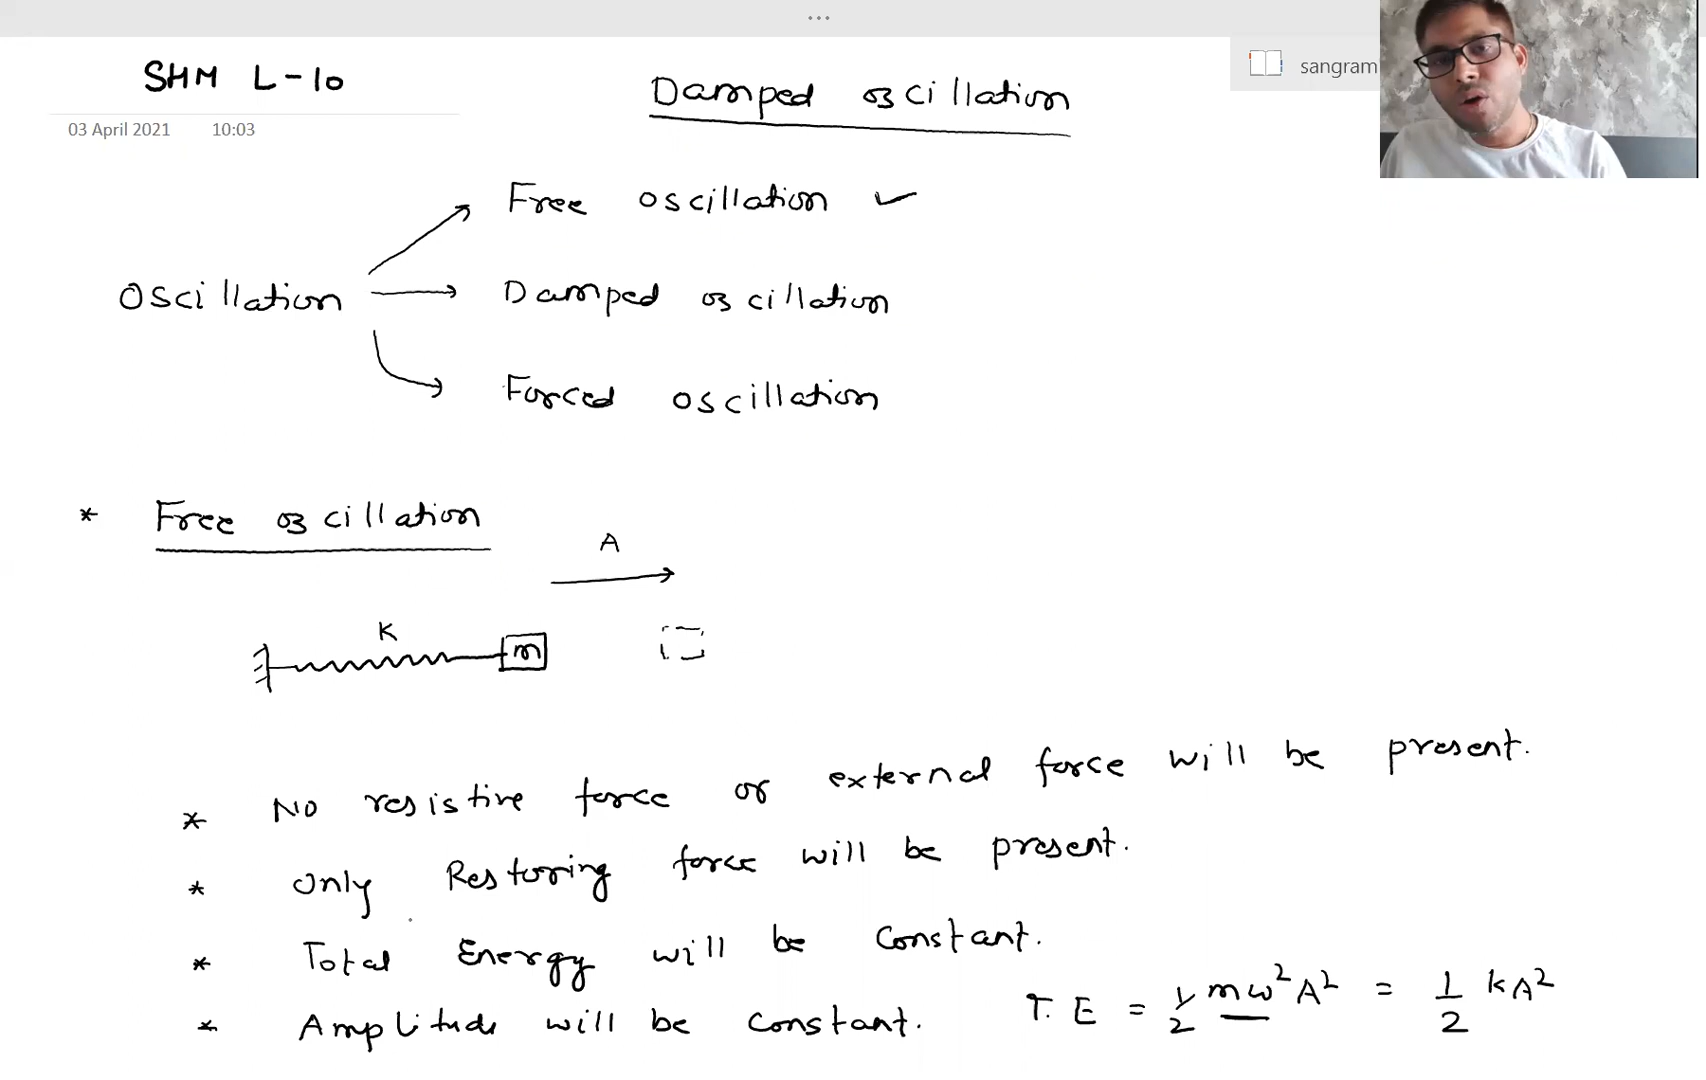 ...
SHM L-10
sangram
Damped oscillation
03 April 2021 10:03
Free oscillation ✓
Oscillation
Damped oscillation
Forced oscillation
* Free oscillation
A
K
m
* No resistive force or external force will be present.
* Only Restoring force will be present.
* Total Energy will be constant.
* Amplitude will be constant. T. E = 1/2 mω²A² = 1/2 kA²